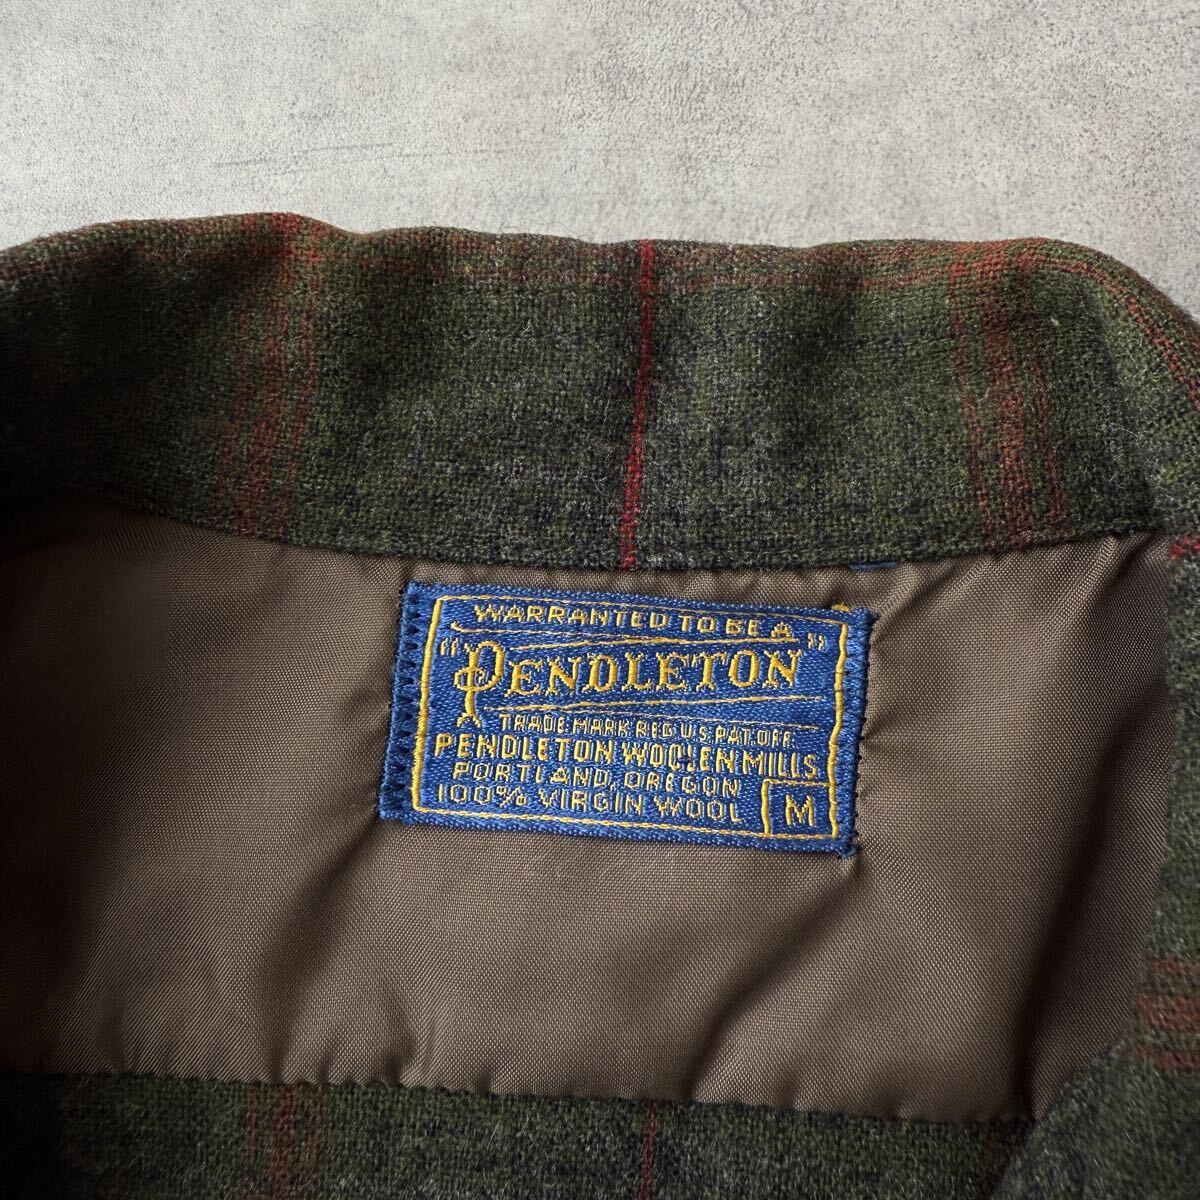 WARRANTED TO BE A
"PENDLETON"
TRADE MARK REG U.S. PAT. OFF.
PENDLETON WOOLEN MILLS
PORTLAND, OREGON
100% VIRGIN WOOL
M